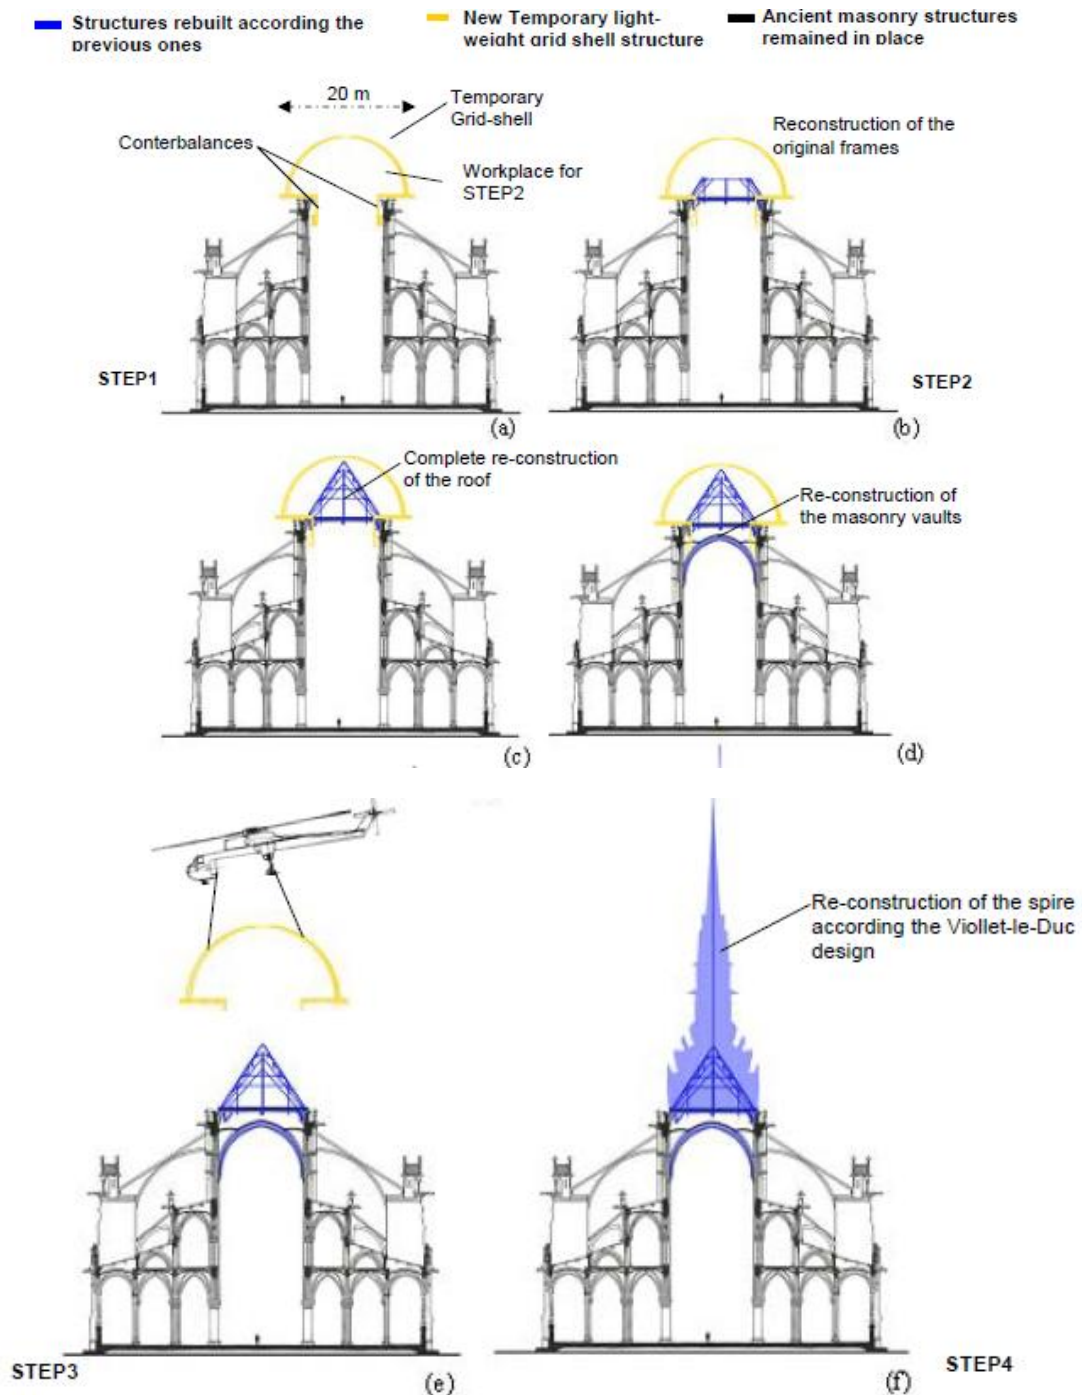 Structures rebuilt according the
previous ones
New Temporary light-
weight grid shell structure
Ancient masonry structures
remained in place
20 m
Temporary
Grid-shell
Conterbalances
Workplace for
STEP2
Reconstruction of the
original frames
STEP1
(a)
STEP2
(b)
Complete re-construction
of the roof
Re-construction of
the masonry vaults
(c)
(d)
Re-construction of the spire
according the Viollet-le-Duc
design
STEP3
(e)
STEP4
(f)